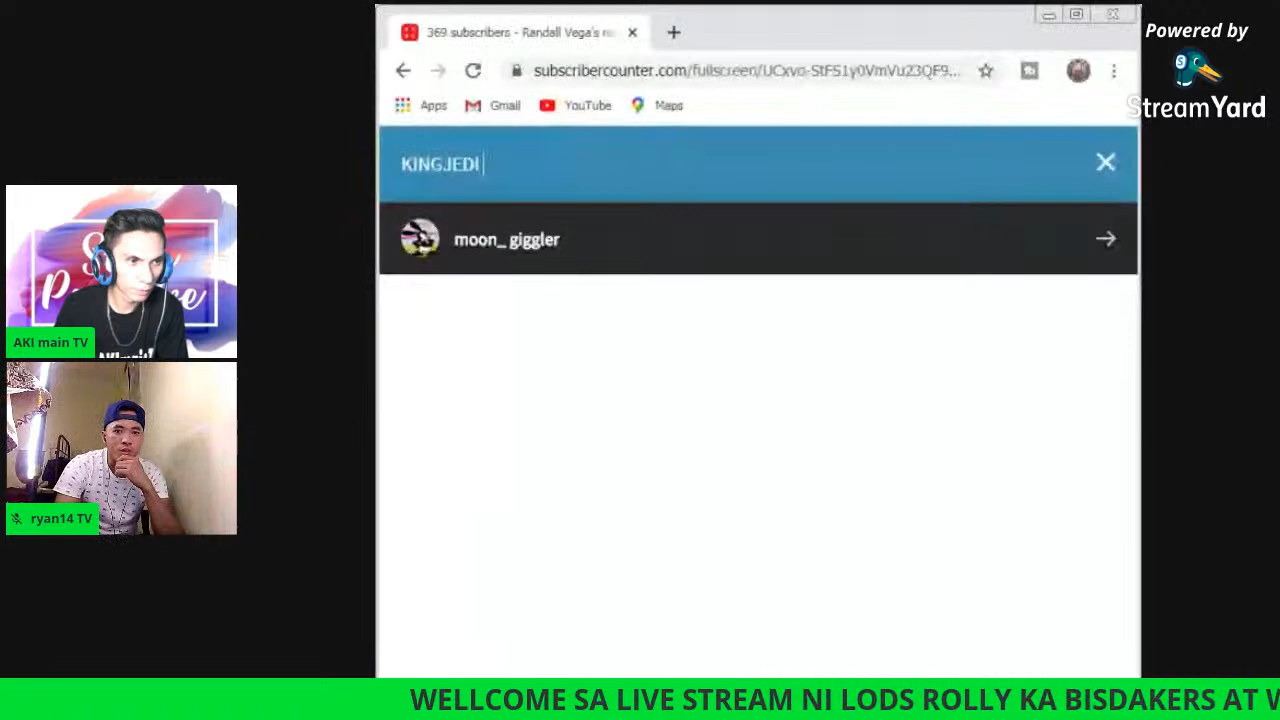 369 subscribers - Randall Vega's
Powered by
StreamYard
subscribercounter.com/fullscreen/UCxvo-StFS1y0VmVu23QF9...
Apps
Gmail
YouTube
Maps
KINGJEDI
moon_ giggler
AKI main TV
ryan14 TV
WELLCOME SA LIVE STREAM NI LODS ROLLY KA BISDAKERS AT